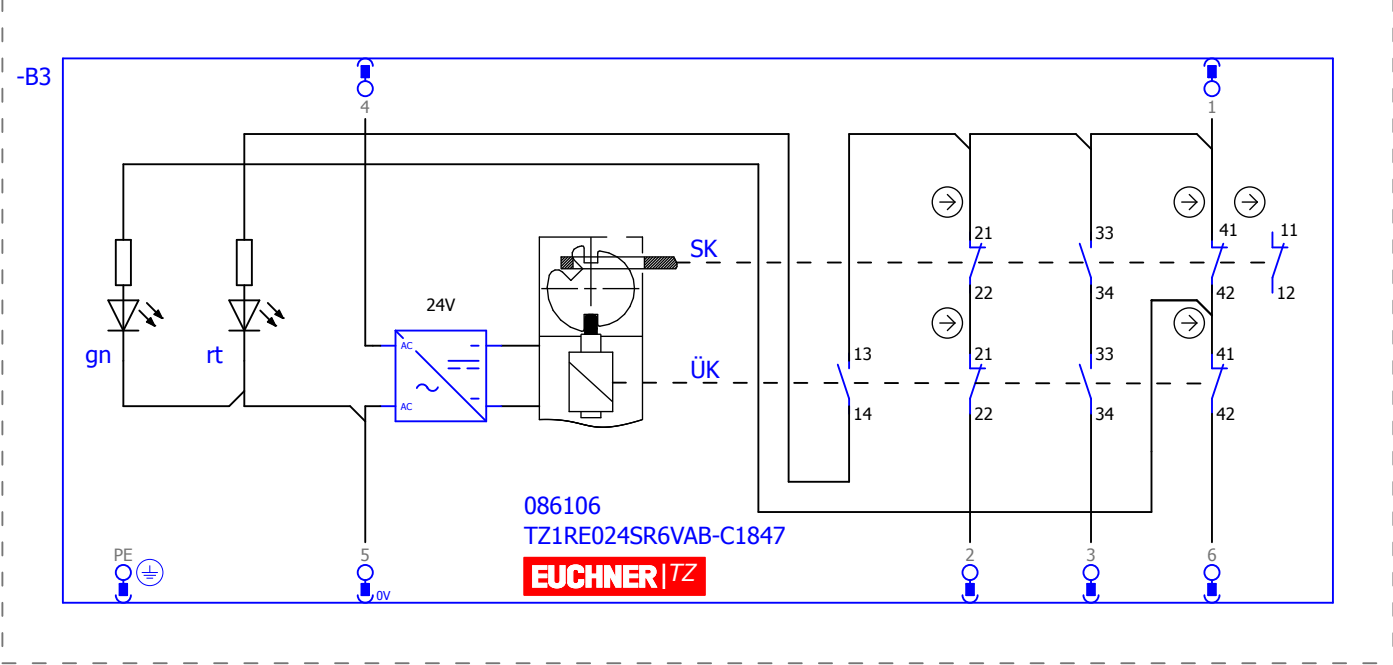 -B3
4
1
21
33
41
11
SK
22
34
42
12
24V
gn
rt
AC
AC
ÜK
13
21
33
41
14
22
34
42
086106
TZ1RE024SR6VAB-C1847
PE
5
2
3
6
EUCHNER|TZ
0V